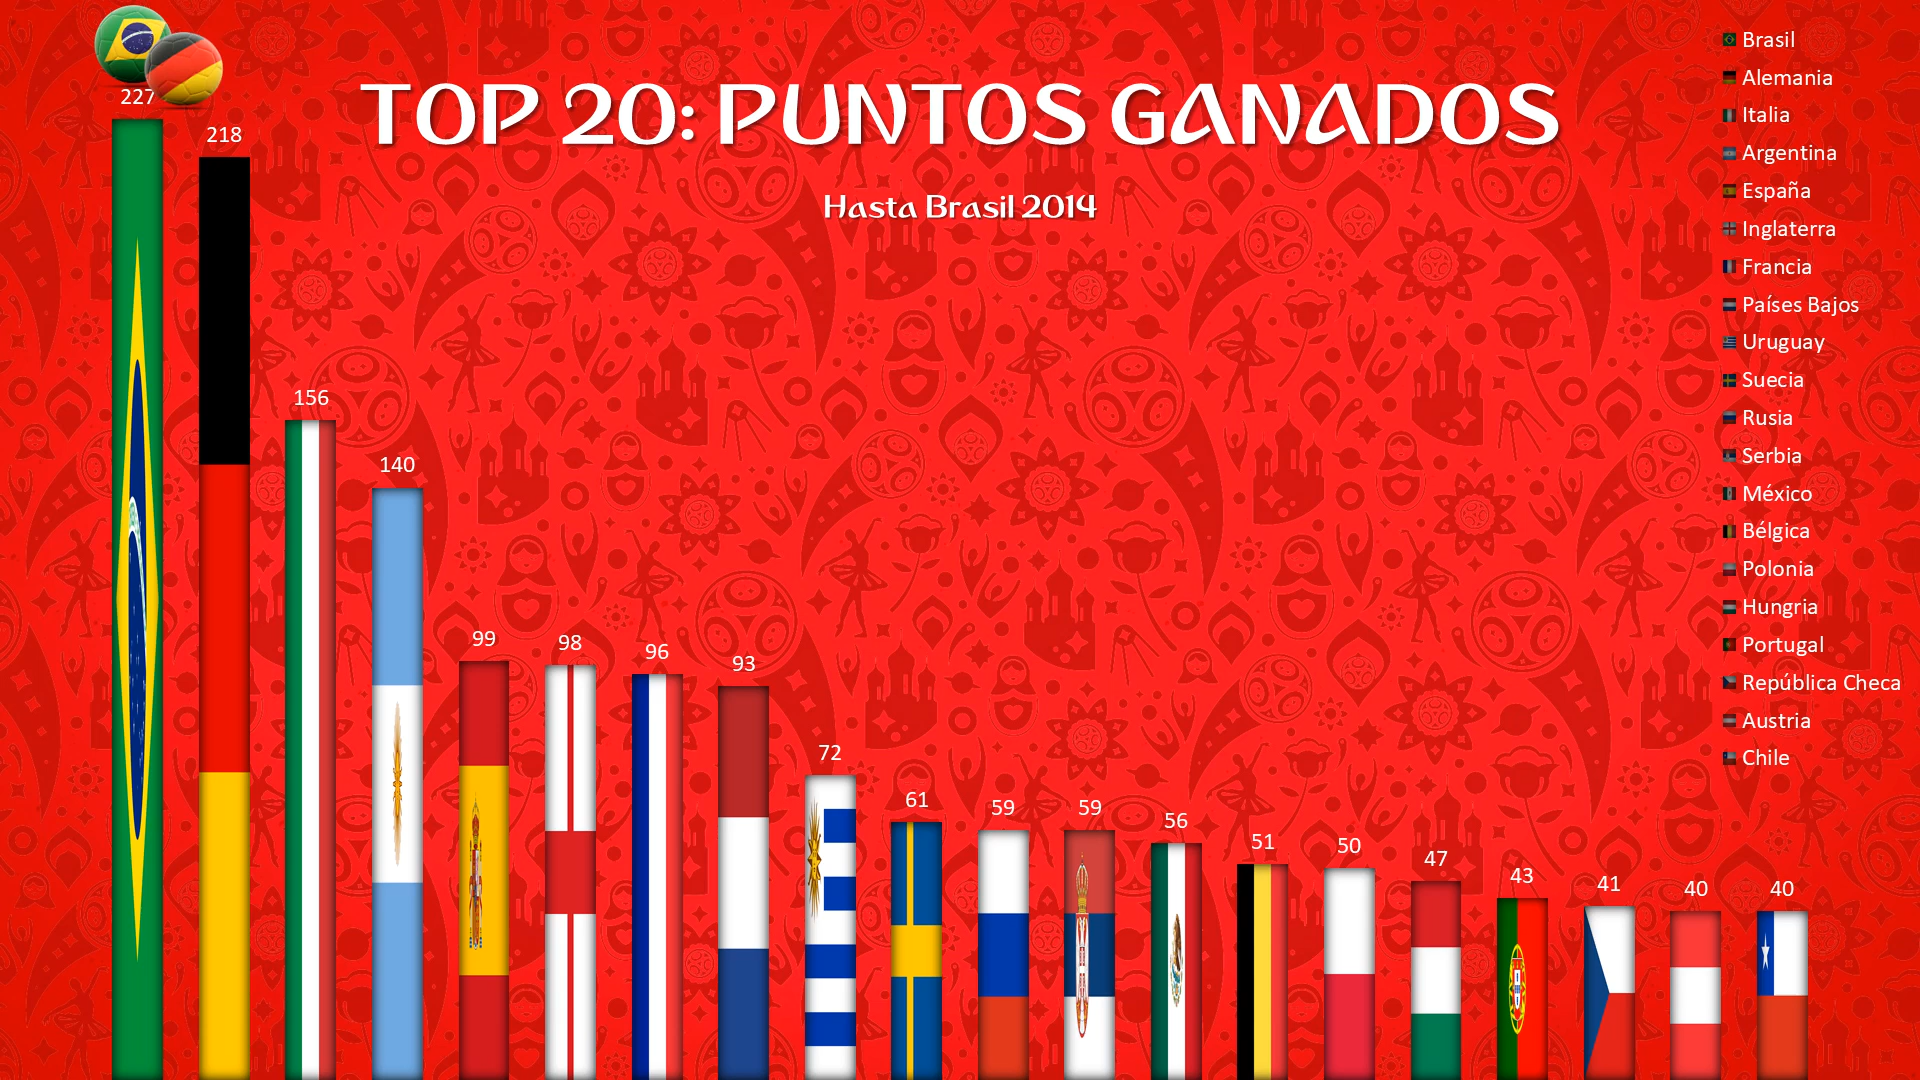 TOP 20: PUNTOS GANADOS
Hasta Brasil 2014
227
218
156
140
99
98
96
93
72
61
59
59
56
51
50
47
43
41
40
40
Brasil
Alemania
Italia
Argentina
España
Inglaterra
Francia
Países Bajos
Uruguay
Suecia
Rusia
Serbia
México
Bélgica
Polonia
Hungria
Portugal
República Checa
Austria
Chile